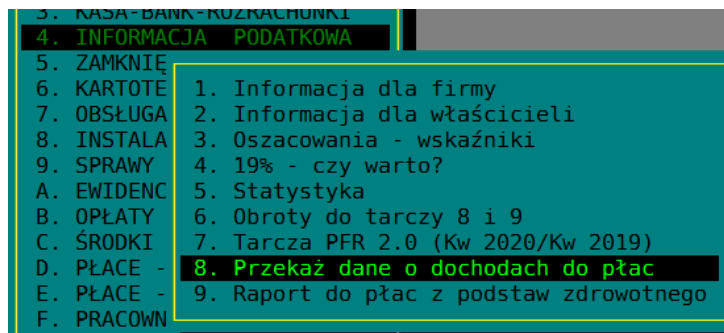 3. KASA-BANK-ROZRACHUNKI
4. INFORMACJA PODATKOWA
5. ZAMKNIĘ
6. KARTOTE
7. OBSŁUGA
8. INSTALA
9. SPRAWY
A. EWIDENC
B. OPŁATY
C. ŚRODKI
D. PŁACE -
E. PŁACE -
F. PRACOWN
1. Informacja dla firmy
2. Informacja dla właścicieli
3. Oszacowania - wskaźniki
4. 19% - czy warto?
5. Statystyka
6. Obroty do tarczy 8 i 9
7. Tarcza PFR 2.0 (Kw 2020/Kw 2019)
8. Przekaż dane o dochodach do płac
9. Raport do płac z podstaw zdrowotnego